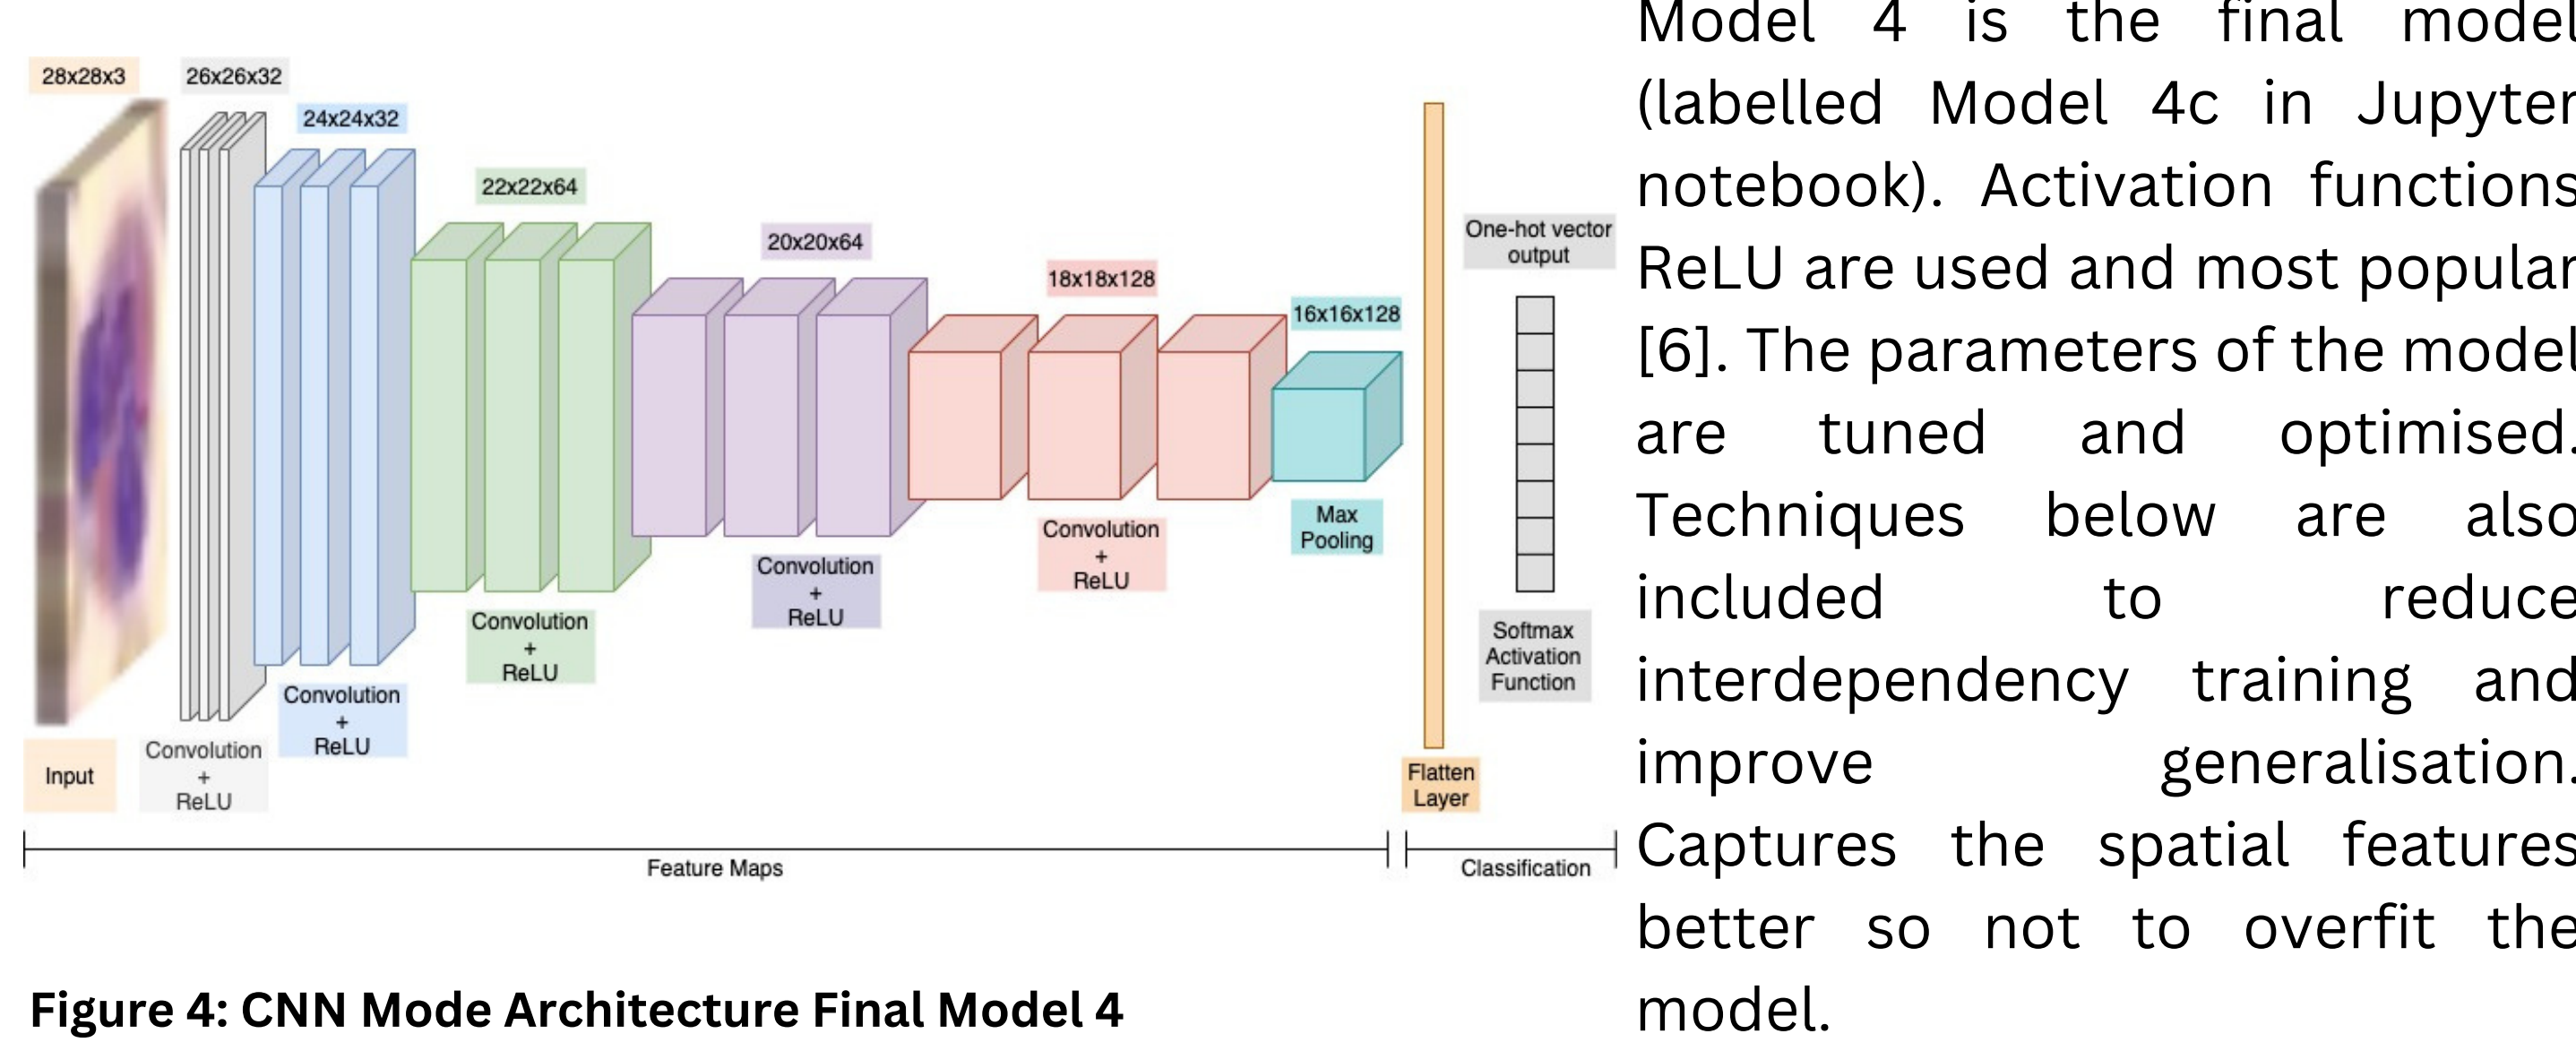 28x28x3
26x26x32
24x24x32
22x22x64
20x20x64
18x18x128
16x16x128
One-hot vector
output
Input
Convolution
+
ReLU
Convolution
+
ReLU
Convolution
+
ReLU
Convolution
+
ReLU
Convolution
+
ReLU
Max
Pooling
Flatten
Layer
Softmax
Activation
Function
Feature Maps
Classification
Figure 4: CNN Mode Architecture Final Model 4
Model 4 is the final model
(labelled Model 4c in Jupyter
notebook). Activation functions
ReLU are used and most popular
[6]. The parameters of the model
are tuned and optimised.
Techniques below are also
included to reduce
interdependency training and
improve generalisation.
Captures the spatial features
better so not to overfit the
model.